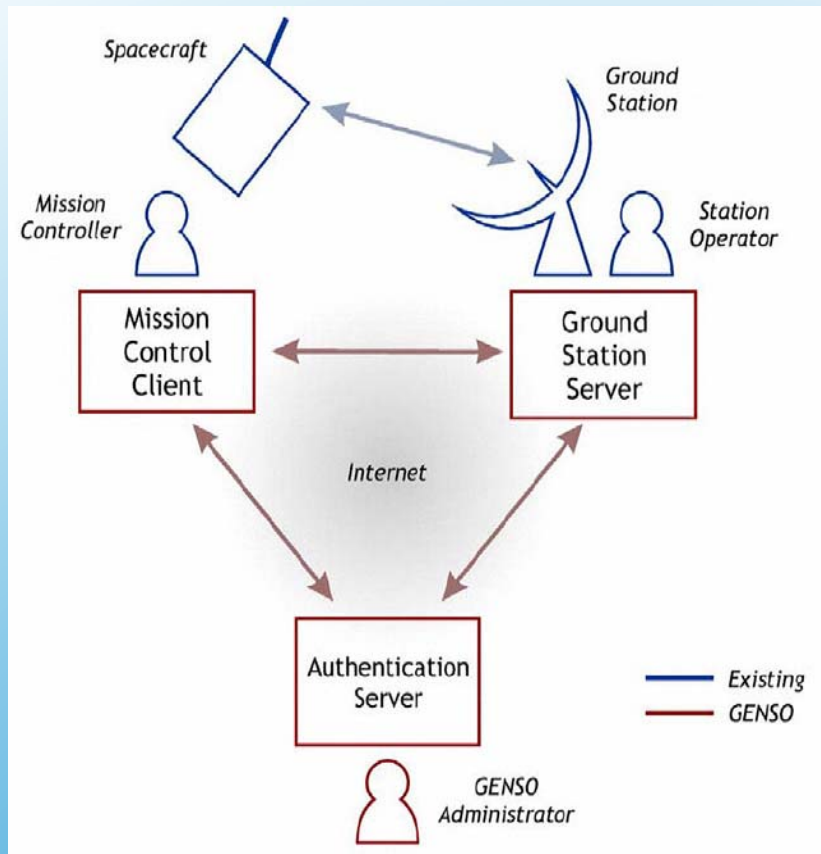 Spacecraft
Ground
Station
Mission
Controller
Station
Operator
Mission
Control
Client
Ground
Station
Server
Internet
Authentication
Server
Existing
GENSO
GENSO
Administrator